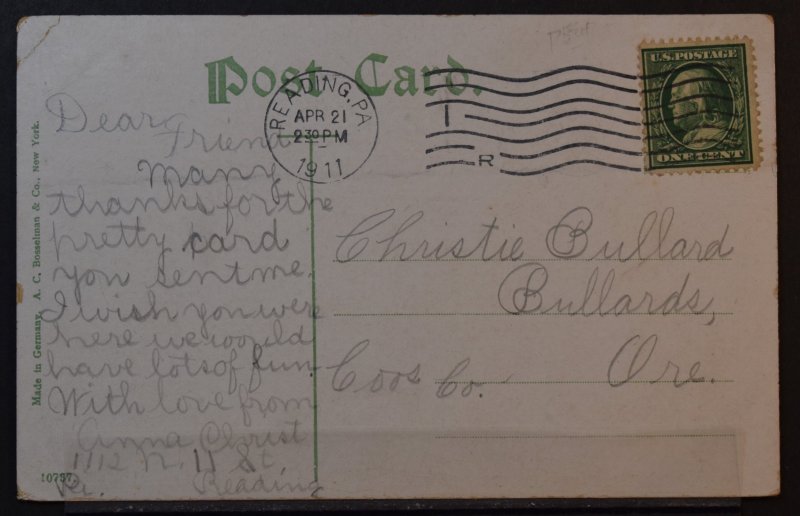 Post Card.
READING, PA.
APR 21
2 30 PM
1911
I
R
U.S. POSTAGE
ONE CENT
Dear Friend
Many
thanks for the
pretty card
you sent me.
I wish you were
here we would
have lots of fun
With love from
Anna Christ
1112 N. 11 St
Reading
Pa.
Christie Bullard
Bullards,
Coos Co. Ore.
Made in Germany, A. C. Bosselman & Co., New York.
10787